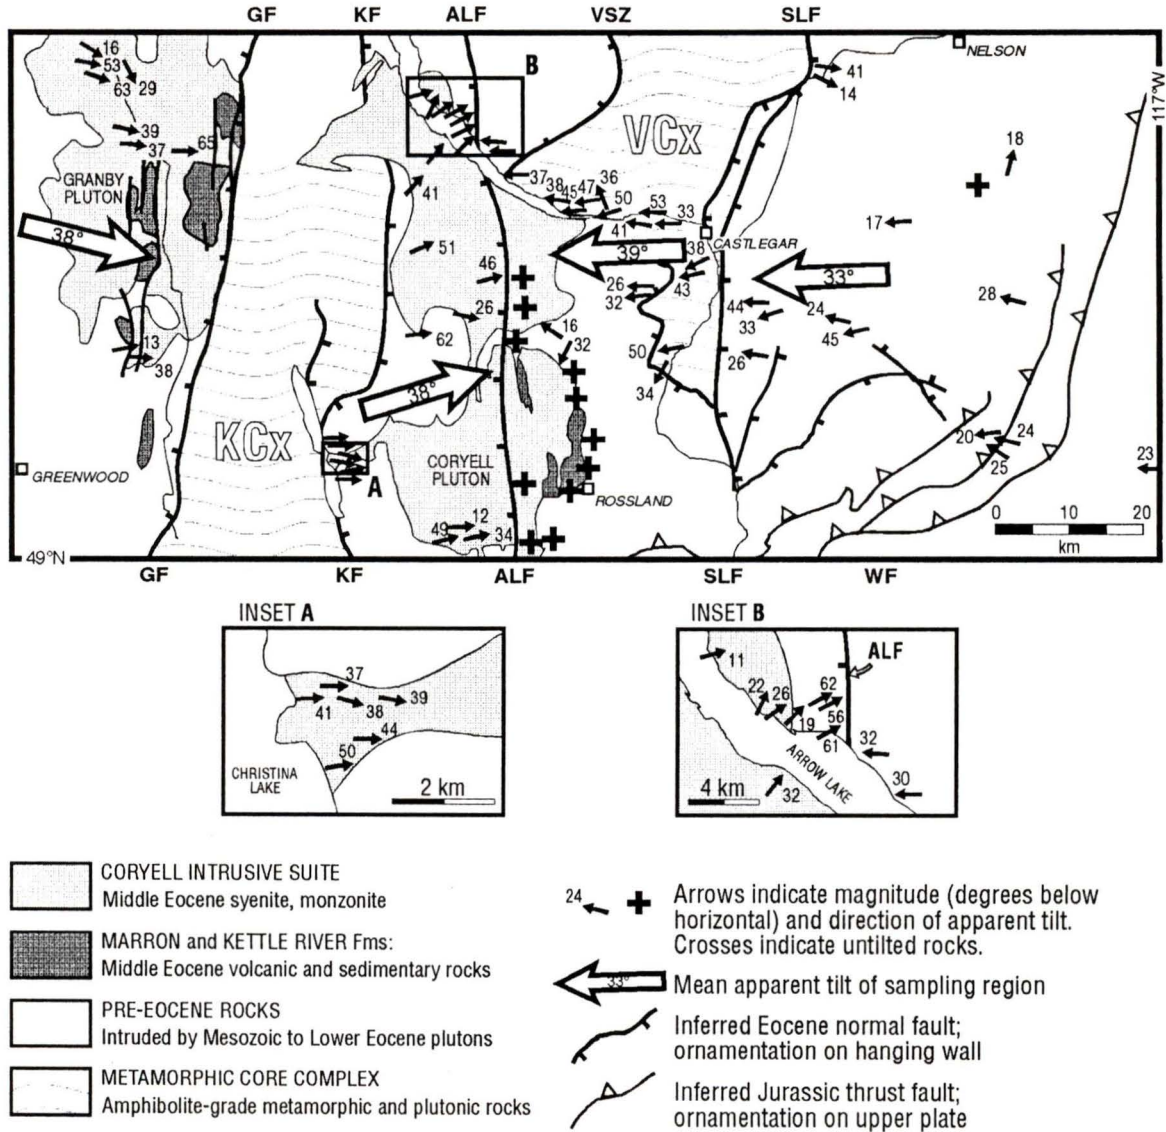 GF KF ALF VSZ SLF
NELSON
117°W
16
53
63
29
39
37
65
GRANBY
PLUTON
38°
13
38
GREENWOOD
49°N
B
VCx
41
14
18
17
28
41
51
46
26
62
38°
KCx
A
CORYELL
PLUTON
49
12
34
ROSSLAND
37
38
45
47
36
50
53
33
41
CASTLEGAR
39°
38
43
26
32
16
32
50
34
33°
44
33
24
45
26
20
24
25
23
0 10 20
km
GF KF ALF SLF WF
INSET A
37
41
38
39
44
50
CHRISTINA
LAKE
2 km
INSET B
11
22
26
62
19
56
61
ALF
32
30
32
ARROW LAKE
4 km
CORYELL INTRUSIVE SUITE
Middle Eocene syenite, monzonite
MARRON and KETTLE RIVER Fms:
Middle Eocene volcanic and sedimentary rocks
PRE-EOCENE ROCKS
Intruded by Mesozoic to Lower Eocene plutons
METAMORPHIC CORE COMPLEX
Amphibolite-grade metamorphic and plutonic rocks
24
Arrows indicate magnitude (degrees below
horizontal) and direction of apparent tilt.
Crosses indicate untilted rocks.
33°
Mean apparent tilt of sampling region
Inferred Eocene normal fault;
ornamentation on hanging wall
Inferred Jurassic thrust fault;
ornamentation on upper plate